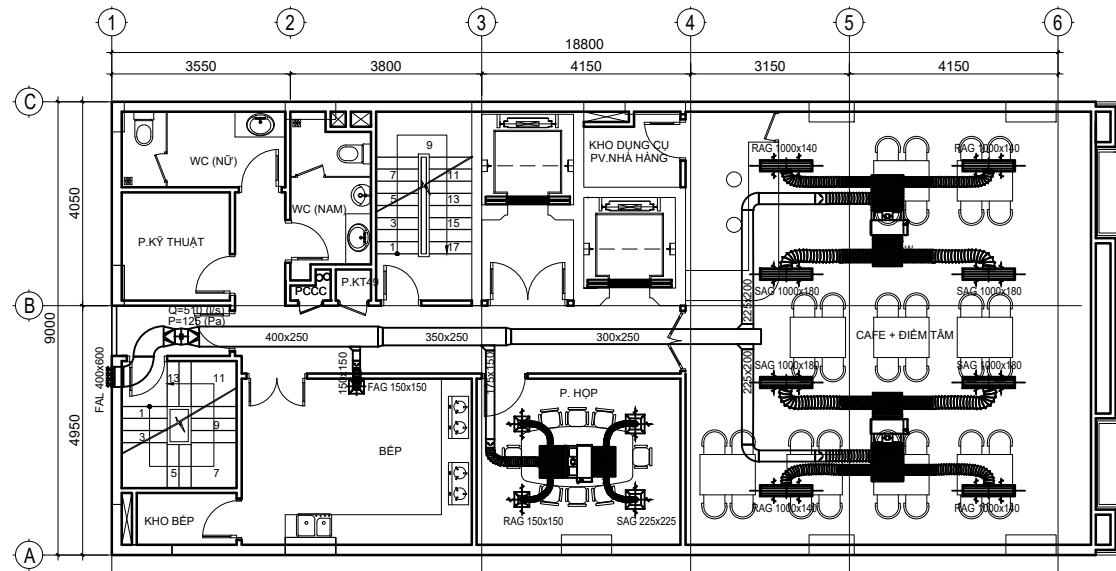 1
2
3
4
5
6
18800
3550
3800
4150
3150
4150
C
B
A
9000
4050
4950
WC (NỮ)
P.KỸ THUẬT
WC (NAM)
PCCC
P.KT49
9
7
11
5
13
3
15
1
17
KHO DỤNG CỤ
PV.NHÀ HÀNG
RAG 1000x140
RAG 1000x140
SAG 1000x180
SAG 1000x180
225x200
CAFE + ĐIỂM TÂM
Q=510 (l/s)
P=125 (Pa)
400x250
350x250
300x250
FAL 400x600
150x150
FAG 150x150
175x150
225x200
SAG 1000x180
SAG 1000x180
13
11
1
9
3
5
7
P. HỌP
BẾP
KHO BẾP
RAG 150x150
SAG 225x225
RAG 1000x140
RAG 1000x140